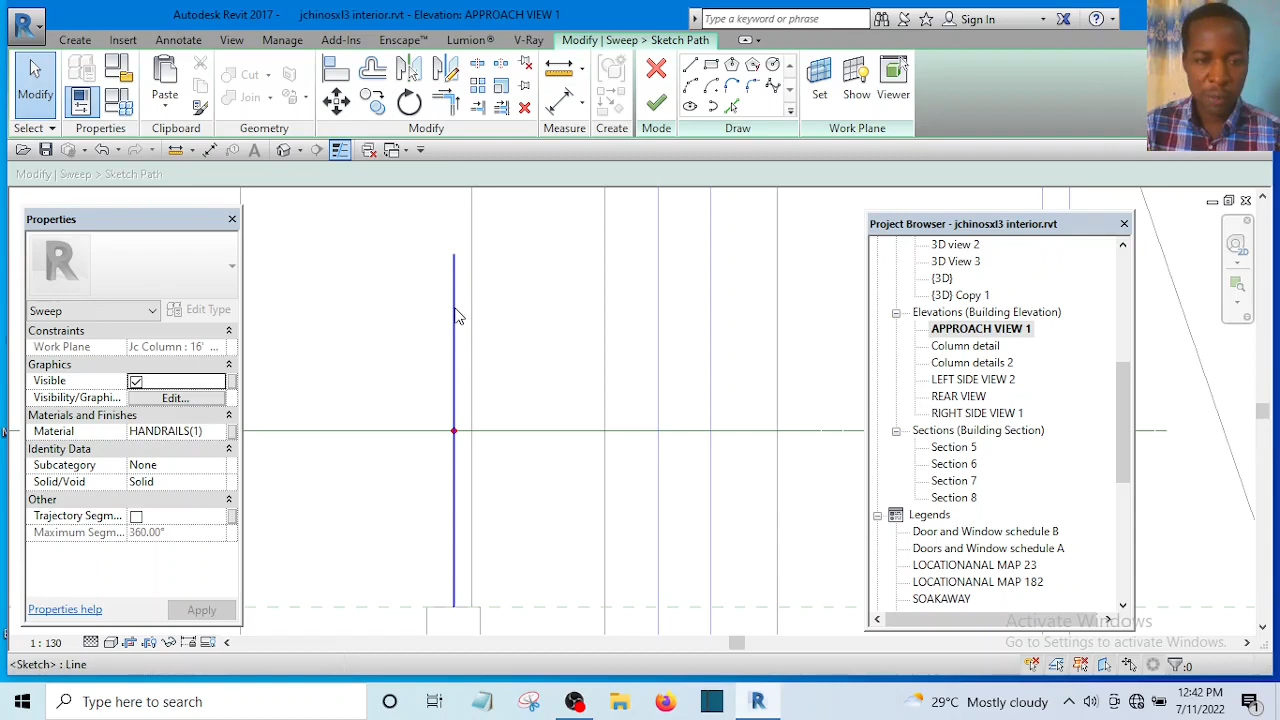 Autodesk Revit 2017 - jchinosxl3 interior.rvt - Elevation: APPROACH VIEW 1
Type a keyword or phrase
Sign In
Create Insert Annotate View Manage Add-Ins Enscape™ Lumion® V-Ray Modify | Sweep > Sketch Path
Modify Paste Cut Join Set Show Viewer
Select Properties Clipboard Geometry Modify Measure Create Mode Draw Work Plane
Modify | Sweep > Sketch Path
Properties
Sweep Edit Type
Constraints
Work Plane Jc Column : 16' ...
Graphics
Visible
Visibility/Graphi... Edit...
Materials and Finishes
Material HANDRAILS(1)
Identity Data
Subcategory None
Solid/Void Solid
Other
Trajectory Segm...
Maximum Segm... 360.00°
Properties help Apply
Project Browser - jchinosxl3 interior.rvt
3D view 2
3D View 3
{3D}
{3D} Copy 1
Elevations (Building Elevation)
APPROACH VIEW 1
Column detail
Column details 2
LEFT SIDE VIEW 2
REAR VIEW
RIGHT SIDE VIEW 1
Sections (Building Section)
Section 5
Section 6
Section 7
Section 8
Legends
Door and Window schedule B
Doors and Window schedule A
LOCATIONANAL MAP 23
LOCATIONANAL MAP 182
SOAKAWAY
Activate Windows
Go to Settings to activate Windows.
1 : 130
<Sketch> : Line
:0
Type here to search
29°C Mostly cloudy
12:42 PM
7/11/2022